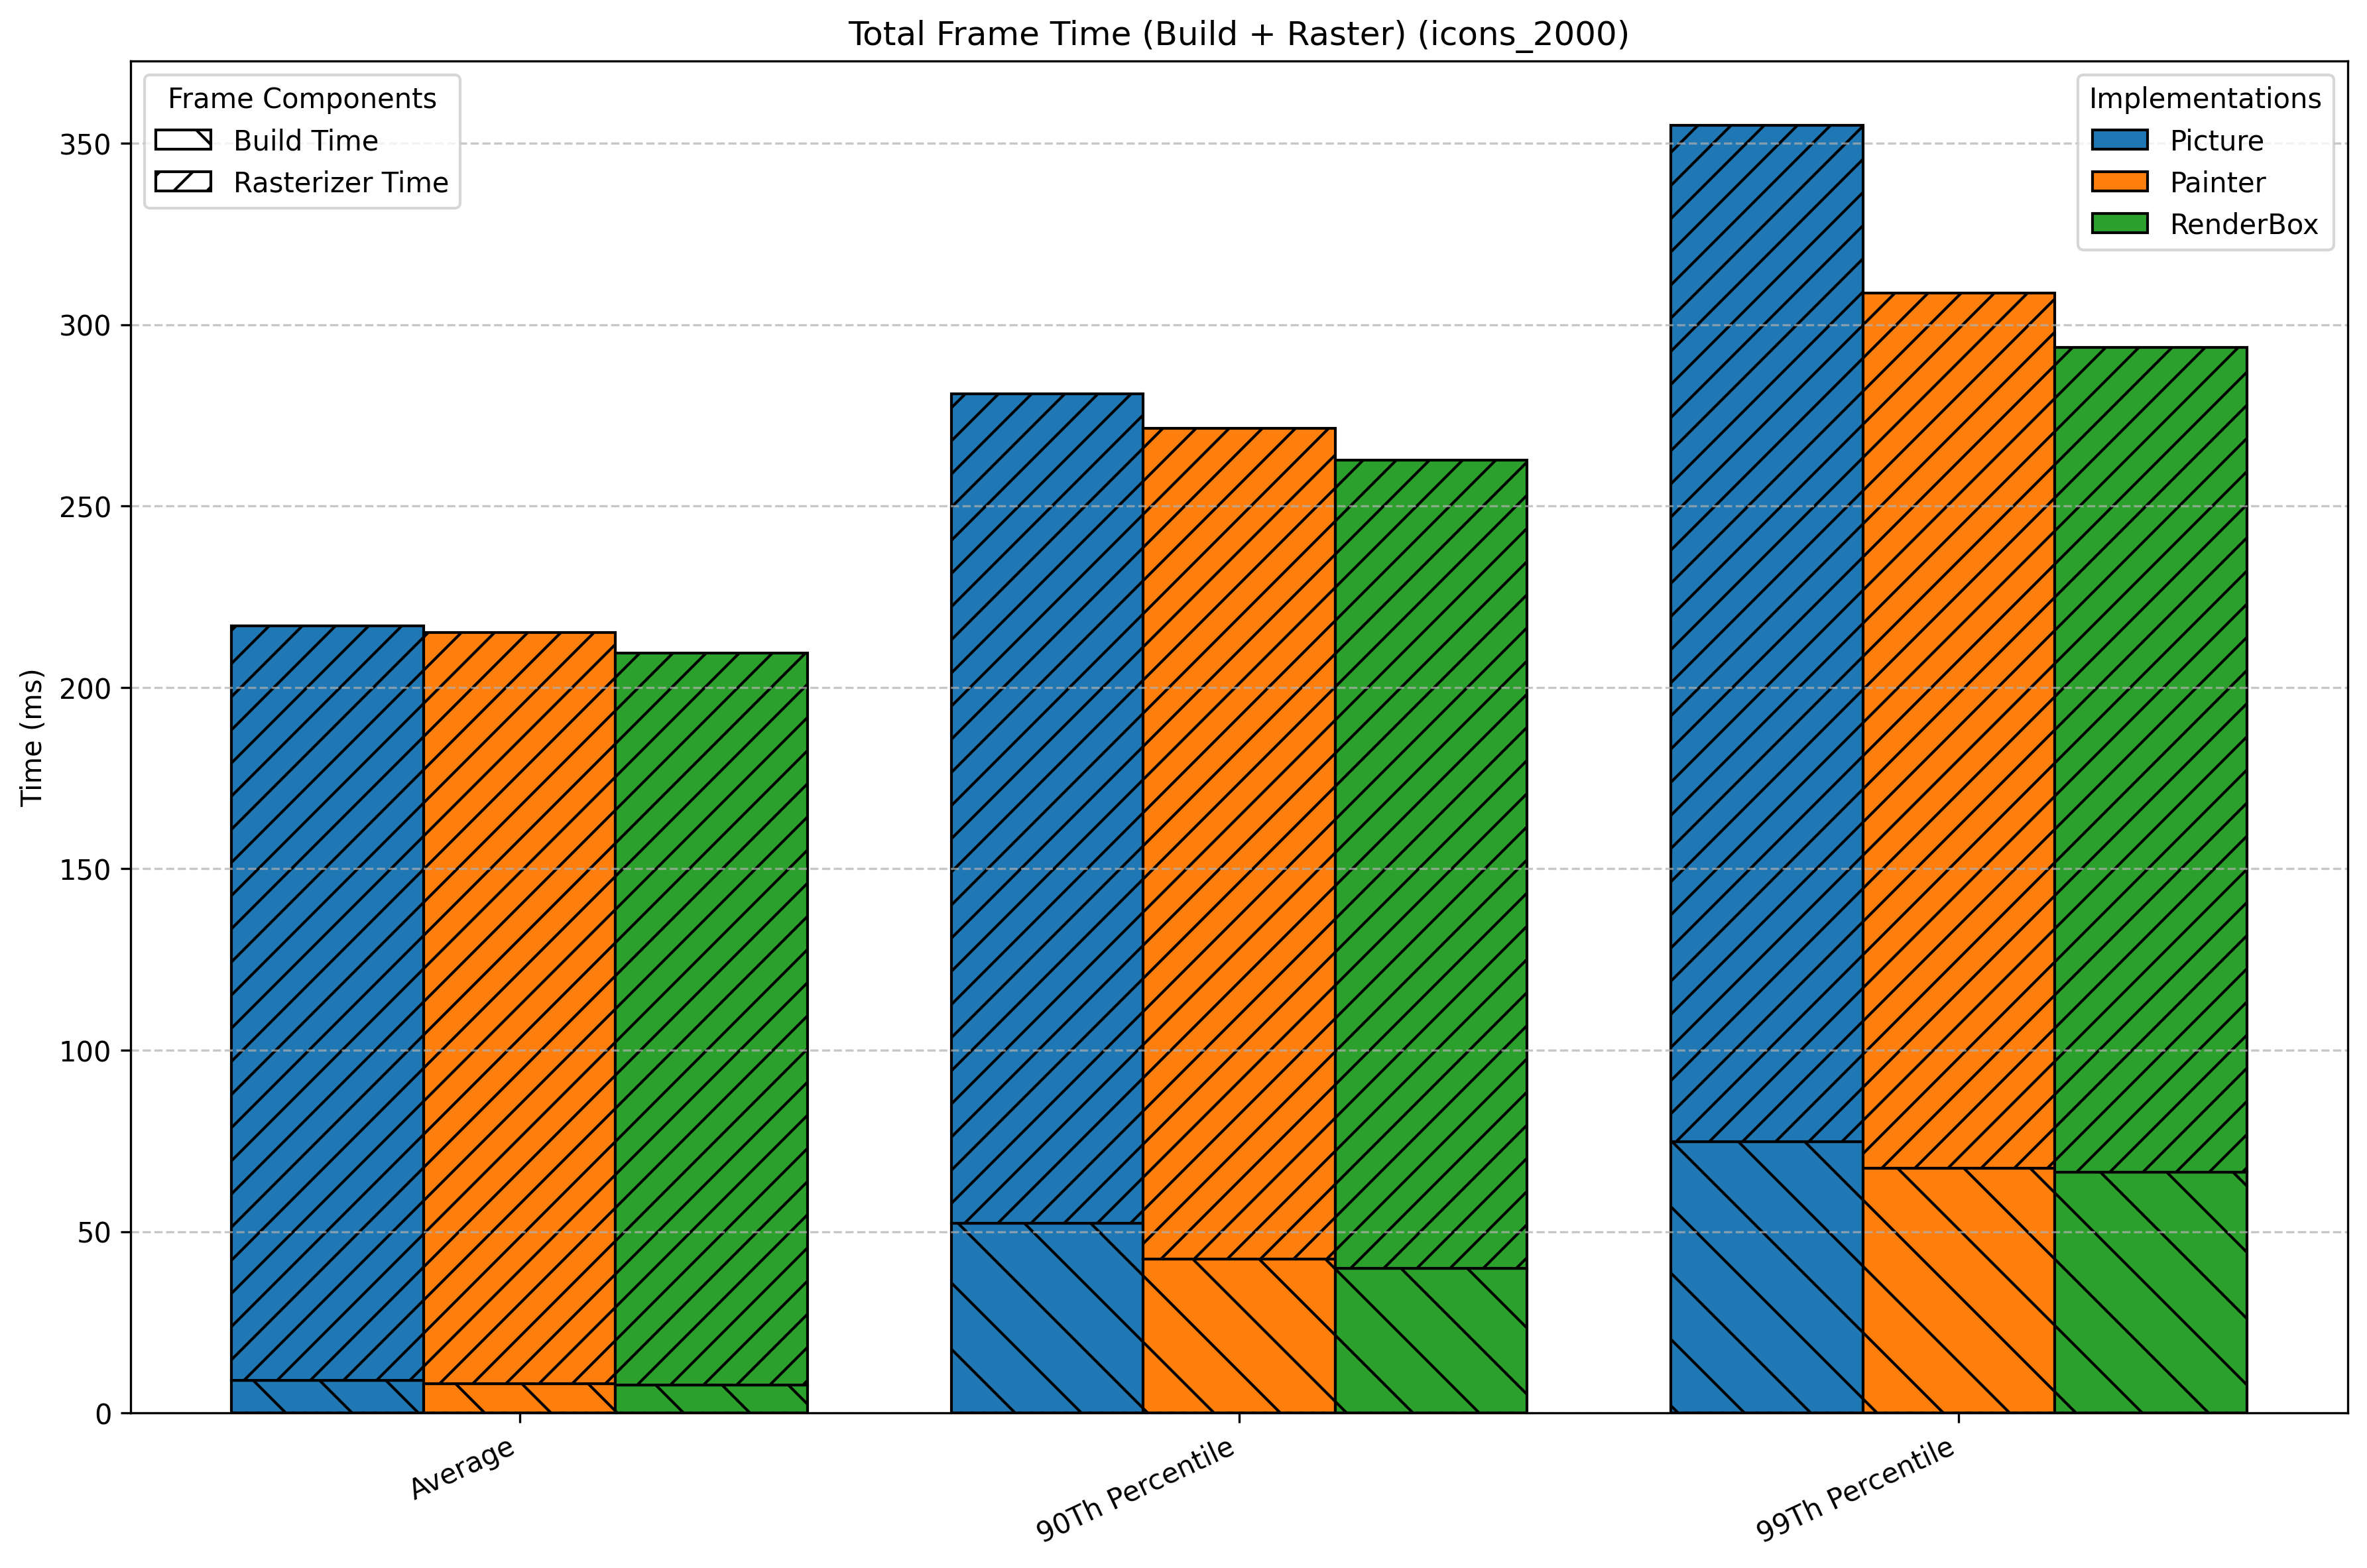 Total Frame Time (Build + Raster) (icons_2000)
Frame Components
Build Time
Rasterizer Time
Implementations
Picture
Painter
RenderBox
Time (ms)
350
300
250
200
150
100
50
0
Average
90Th Percentile
99Th Percentile